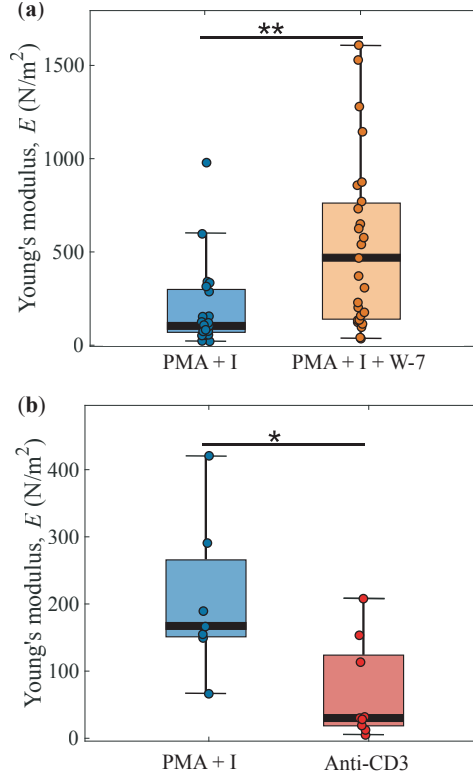 (a)
**
Young's modulus, E (N/m²)
1500
1000
500
0
PMA + I
PMA + I + W-7
(b)
*
Young's modulus, E (N/m²)
400
300
200
100
0
PMA + I
Anti-CD3